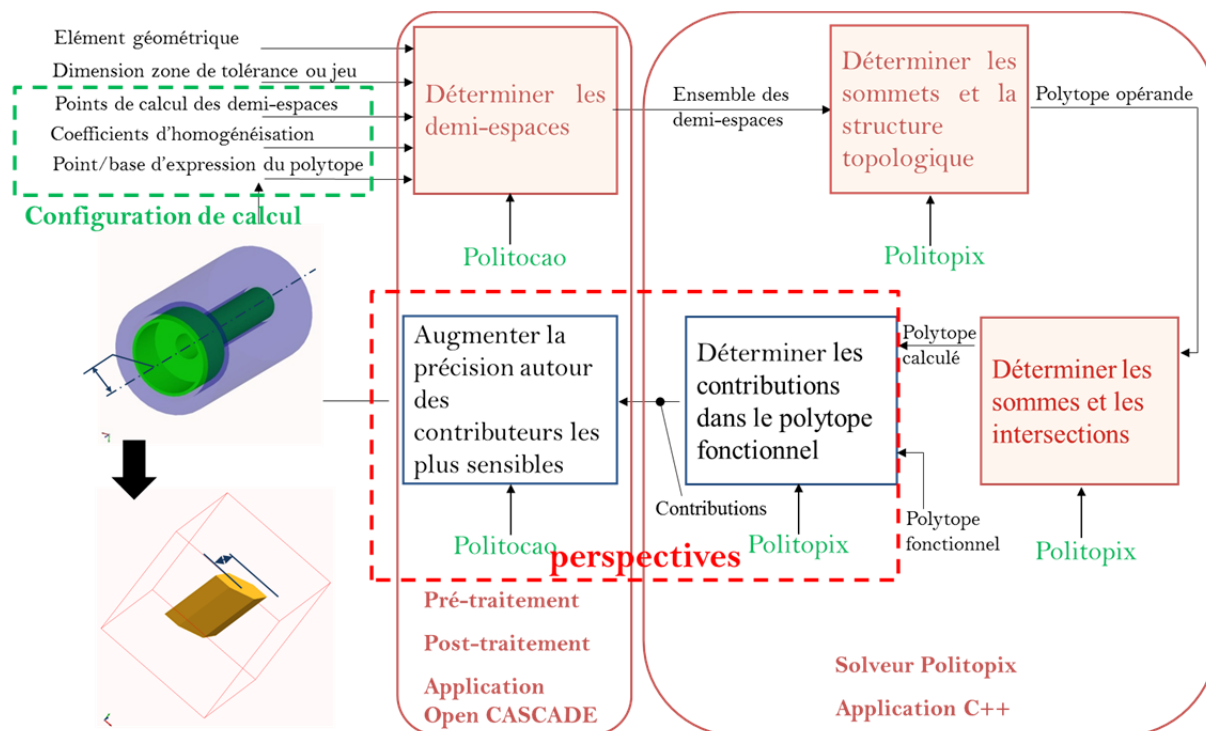 Elément géométrique
Dimension zone de tolérance ou jeu
Points de calcul des demi-espaces
Coefficients d'homogénéisation
Point/base d'expression du polytope
Configuration de calcul
Déterminer les
demi-espaces
Politocao
Ensemble des
demi-espaces
Déterminer les
sommets et la
structure
topologique
Politopix
Polytope opérande
Augmenter la
précision autour
des
contributeurs les
plus sensibles
Politocao
Déterminer les
contributions
dans le polytope
fonctionnel
Politopix
Contributions
Polytope
calculé
Polytope
fonctionnel
Déterminer les
sommes et les
intersections
Politopix
perspectives
Pré-traitement
Post-traitement
Application
Open CASCADE
Solveur Politopix
Application C++